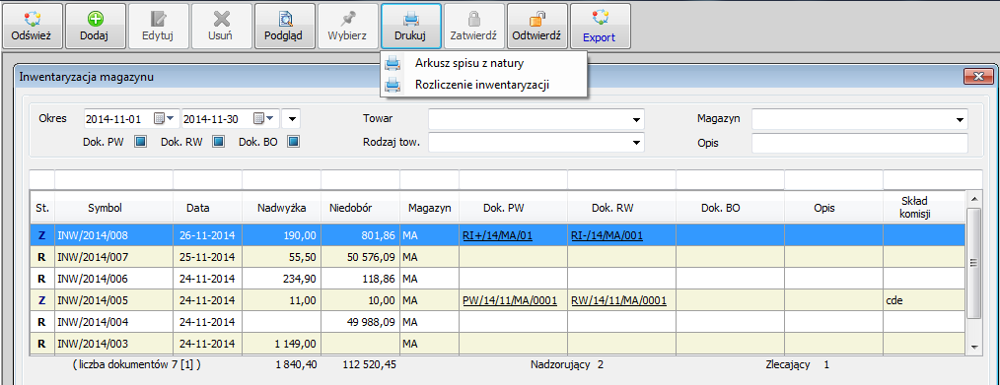 Odśwież Dodaj Edytuj Usuń Podgląd Wybierz Drukuj Zatwierdź Odtwierdź Export
Arkusz spisu z natury
Rozliczenie inwentaryzacji
Inwentaryzacja magazynu
Okres 2014-11-01 2014-11-30 Towar Magazyn
Dok. PW Dok. RW Dok. BO Rodzaj tow. Opis
St. Symbol Data Nadwyżka Niedobór Magazyn Dok. PW Dok. RW Dok. BO Opis Skład komisji
Z INW/2014/008 26-11-2014 190,00 801,86 MA RI+/14/MA/01 RI-/14/MA/001
R INW/2014/007 25-11-2014 55,50 50 576,09 MA
R INW/2014/006 24-11-2014 234,90 118,86 MA
Z INW/2014/005 24-11-2014 11,00 10,00 MA PW/14/11/MA/0001 RW/14/11/MA/0001 cde
R INW/2014/004 24-11-2014 49 988,09 MA
R INW/2014/003 24-11-2014 1 149,00 MA
( liczba dokumentów 7 [1] ) 1 840,40 112 520,45 Nadzorujący 2 Zlecający 1